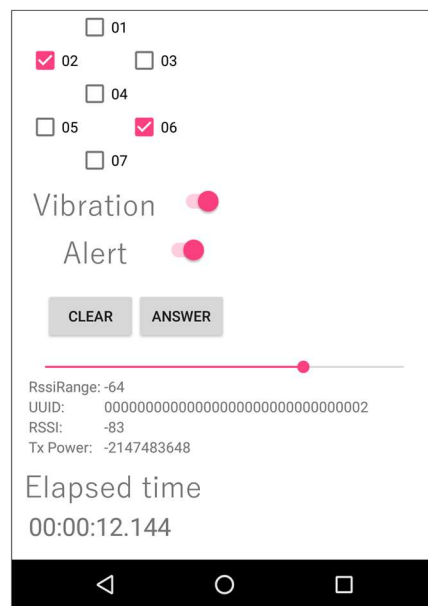 01
02 03
04
05 06
07
Vibration
Alert
CLEAR ANSWER
RssiRange: -64
UUID: 00000000000000000000000000000002
RSSI: -83
Tx Power: -2147483648
Elapsed time
00:00:12.144